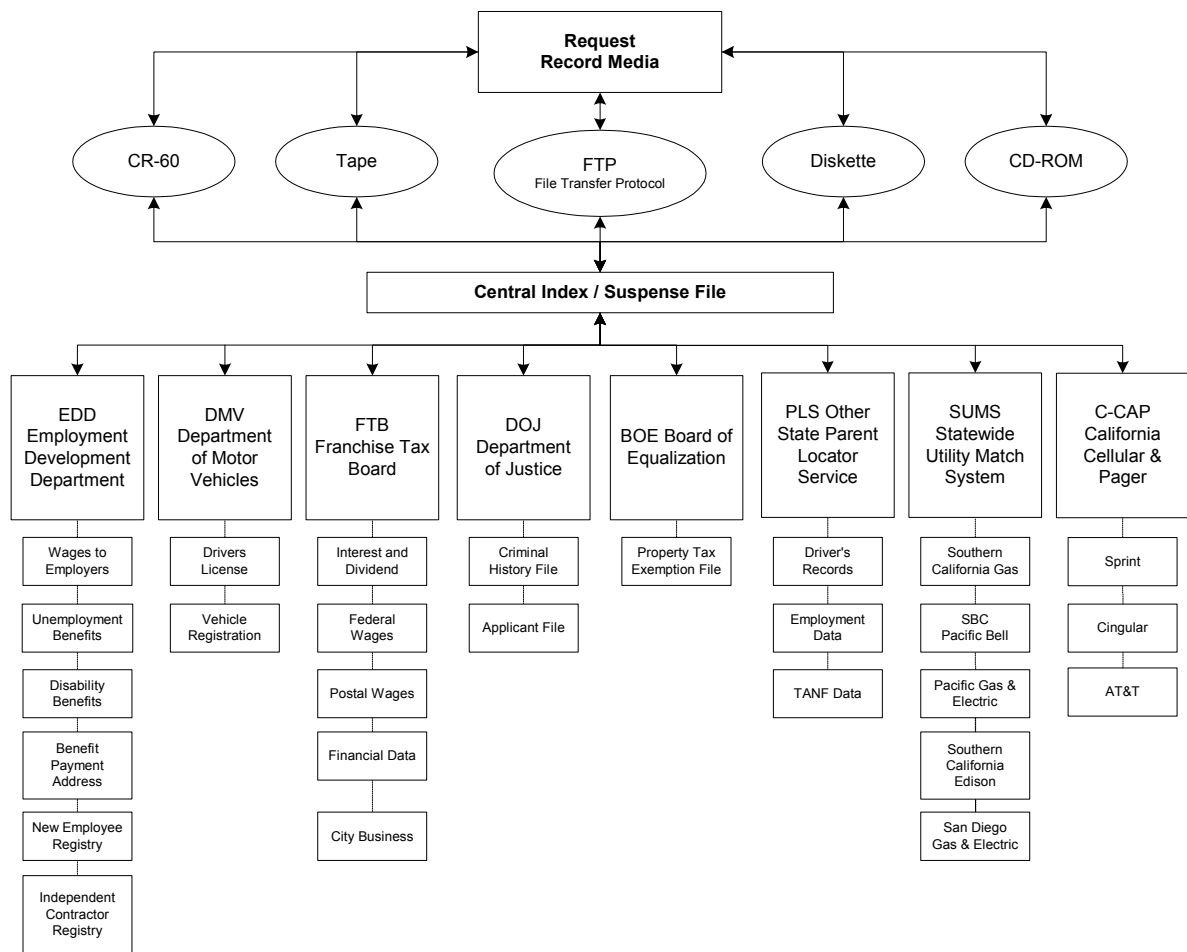 Request
Record Media
CR-60
Tape
FTP
File Transfer Protocol
Diskette
CD-ROM
Central Index / Suspense File
EDD
Employment
Development
Department
DMV
Department
of Motor
Vehicles
FTB
Franchise Tax
Board
DOJ
Department
of Justice
BOE Board of
Equalization
PLS Other
State Parent
Locator
Service
SUMS
Statewide
Utility Match
System
C-CAP
California
Cellular &
Pager
Wages to
Employers
Unemployment
Benefits
Disability
Benefits
Benefit
Payment
Address
New Employee
Registry
Independent
Contractor
Registry
Drivers
License
Vehicle
Registration
Interest and
Dividend
Federal
Wages
Postal Wages
Financial Data
City Business
Criminal
History File
Applicant File
Property Tax
Exemption File
Driver's
Records
Employment
Data
TANF Data
Southern
California Gas
SBC
Pacific Bell
Pacific Gas &
Electric
Southern
California
Edison
San Diego
Gas & Electric
Sprint
Cingular
AT&T